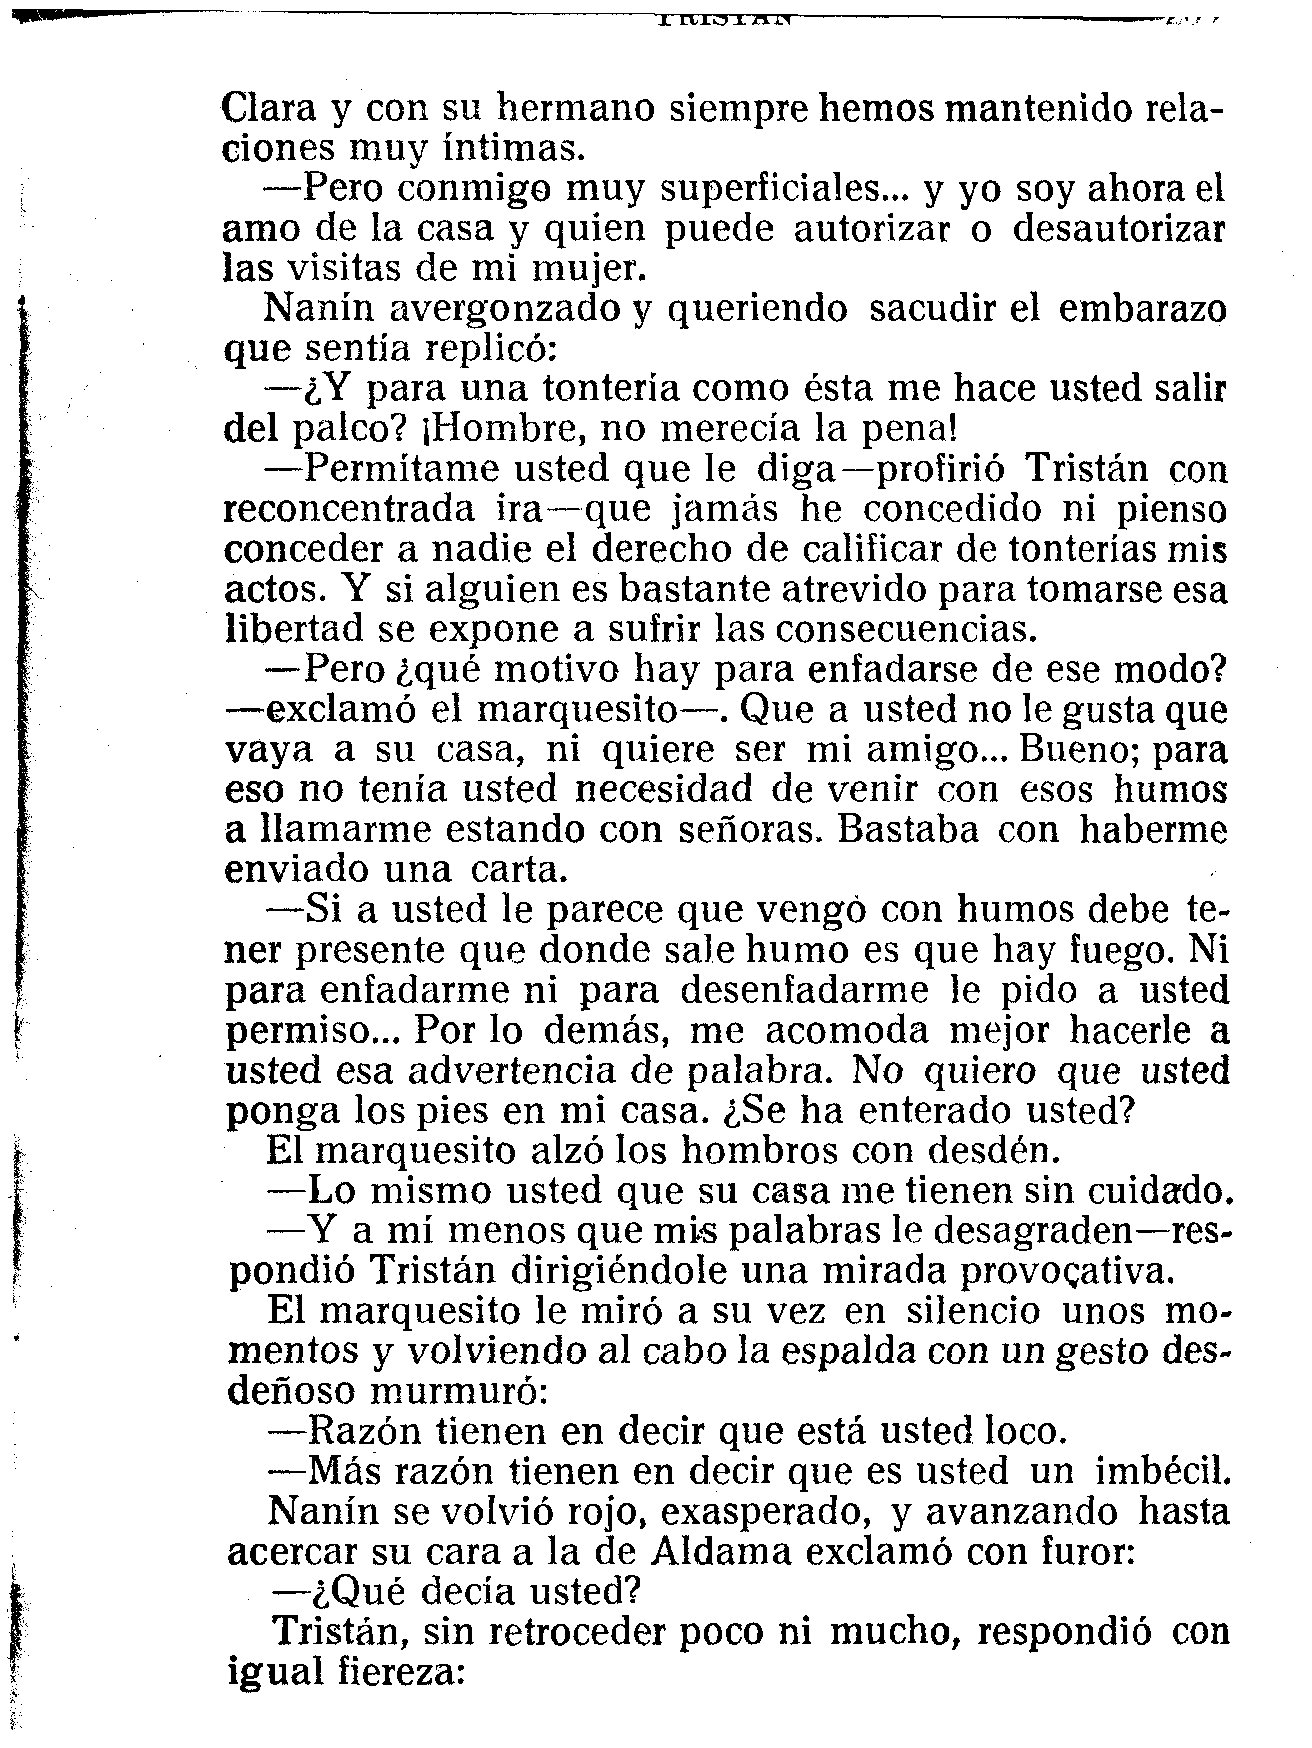 TRISTÁN
Clara y con su hermano siempre hemos mantenido rela-
ciones muy íntimas.
—Pero conmigo muy superficiales... y yo soy ahora el
amo de la casa y quien puede autorizar o desautorizar
las visitas de mi mujer.
Nanín avergonzado y queriendo sacudir el embarazo
que sentía replicó:
—¿Y para una tontería como ésta me hace usted salir
del palco? ¡Hombre, no merecía la pena!
—Permítame usted que le diga—profirió Tristán con
reconcentrada ira—que jamás he concedido ni pienso
conceder a nadie el derecho de calificar de tonterías mis
actos. Y si alguien es bastante atrevido para tomarse esa
libertad se expone a sufrir las consecuencias.
—Pero ¿qué motivo hay para enfadarse de ese modo?
—exclamó el marquesito—. Que a usted no le gusta que
vaya a su casa, ni quiere ser mi amigo... Bueno; para
eso no tenía usted necesidad de venir con esos humos
a llamarme estando con señoras. Bastaba con haberme
enviado una carta.
—Si a usted le parece que vengo con humos debe te-
ner presente que donde sale humo es que hay fuego. Ni
para enfadarme ni para desenfadarme le pido a usted
permiso... Por lo demás, me acomoda mejor hacerle a
usted esa advertencia de palabra. No quiero que usted
ponga los pies en mi casa. ¿Se ha enterado usted?
El marquesito alzó los hombros con desdén.
—Lo mismo usted que su casa me tienen sin cuidado.
—Y a mí menos que mis palabras le desagraden—res-
pondió Tristán dirigiéndole una mirada provocativa.
El marquesito le miró a su vez en silencio unos mo-
mentos y volviendo al cabo la espalda con un gesto des-
deñoso murmuró:
—Razón tienen en decir que está usted loco.
—Más razón tienen en decir que es usted un imbécil.
Nanín se volvió rojo, exasperado, y avanzando hasta
acercar su cara a la de Aldama exclamó con furor:
—¿Qué decía usted?
Tristán, sin retroceder poco ni mucho, respondió con
igual fiereza: